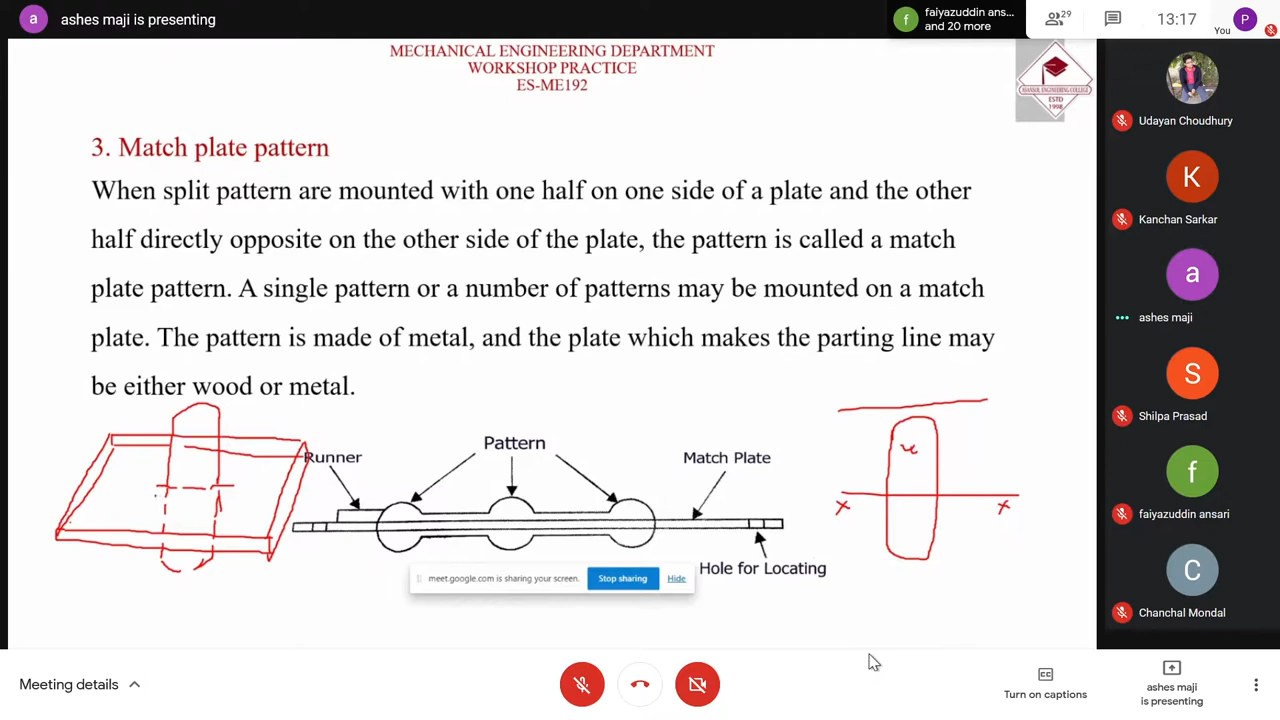 a
ashes maji is presenting
f
faiyazuddin ans...
and 20 more
29
13:17
You
P
MECHANICAL ENGINEERING DEPARTMENT
WORKSHOP PRACTICE
ES-ME192
ASANSOL ENGINEERING COLLEGE
ESTD
1998
3. Match plate pattern
When split pattern are mounted with one half on one side of a plate and the other
half directly opposite on the other side of the plate, the pattern is called a match
plate pattern. A single pattern or a number of patterns may be mounted on a match
plate. The pattern is made of metal, and the plate which makes the parting line may
be either wood or metal.
Runner
Pattern
Match Plate
Hole for Locating
x
x
meet.google.com is sharing your screen.
Stop sharing
Hide
Udayan Choudhury
K
Kanchan Sarkar
a
ashes maji
S
Shilpa Prasad
f
faiyazuddin ansari
C
Chanchal Mondal
Meeting details
Turn on captions
ashes maji
is presenting